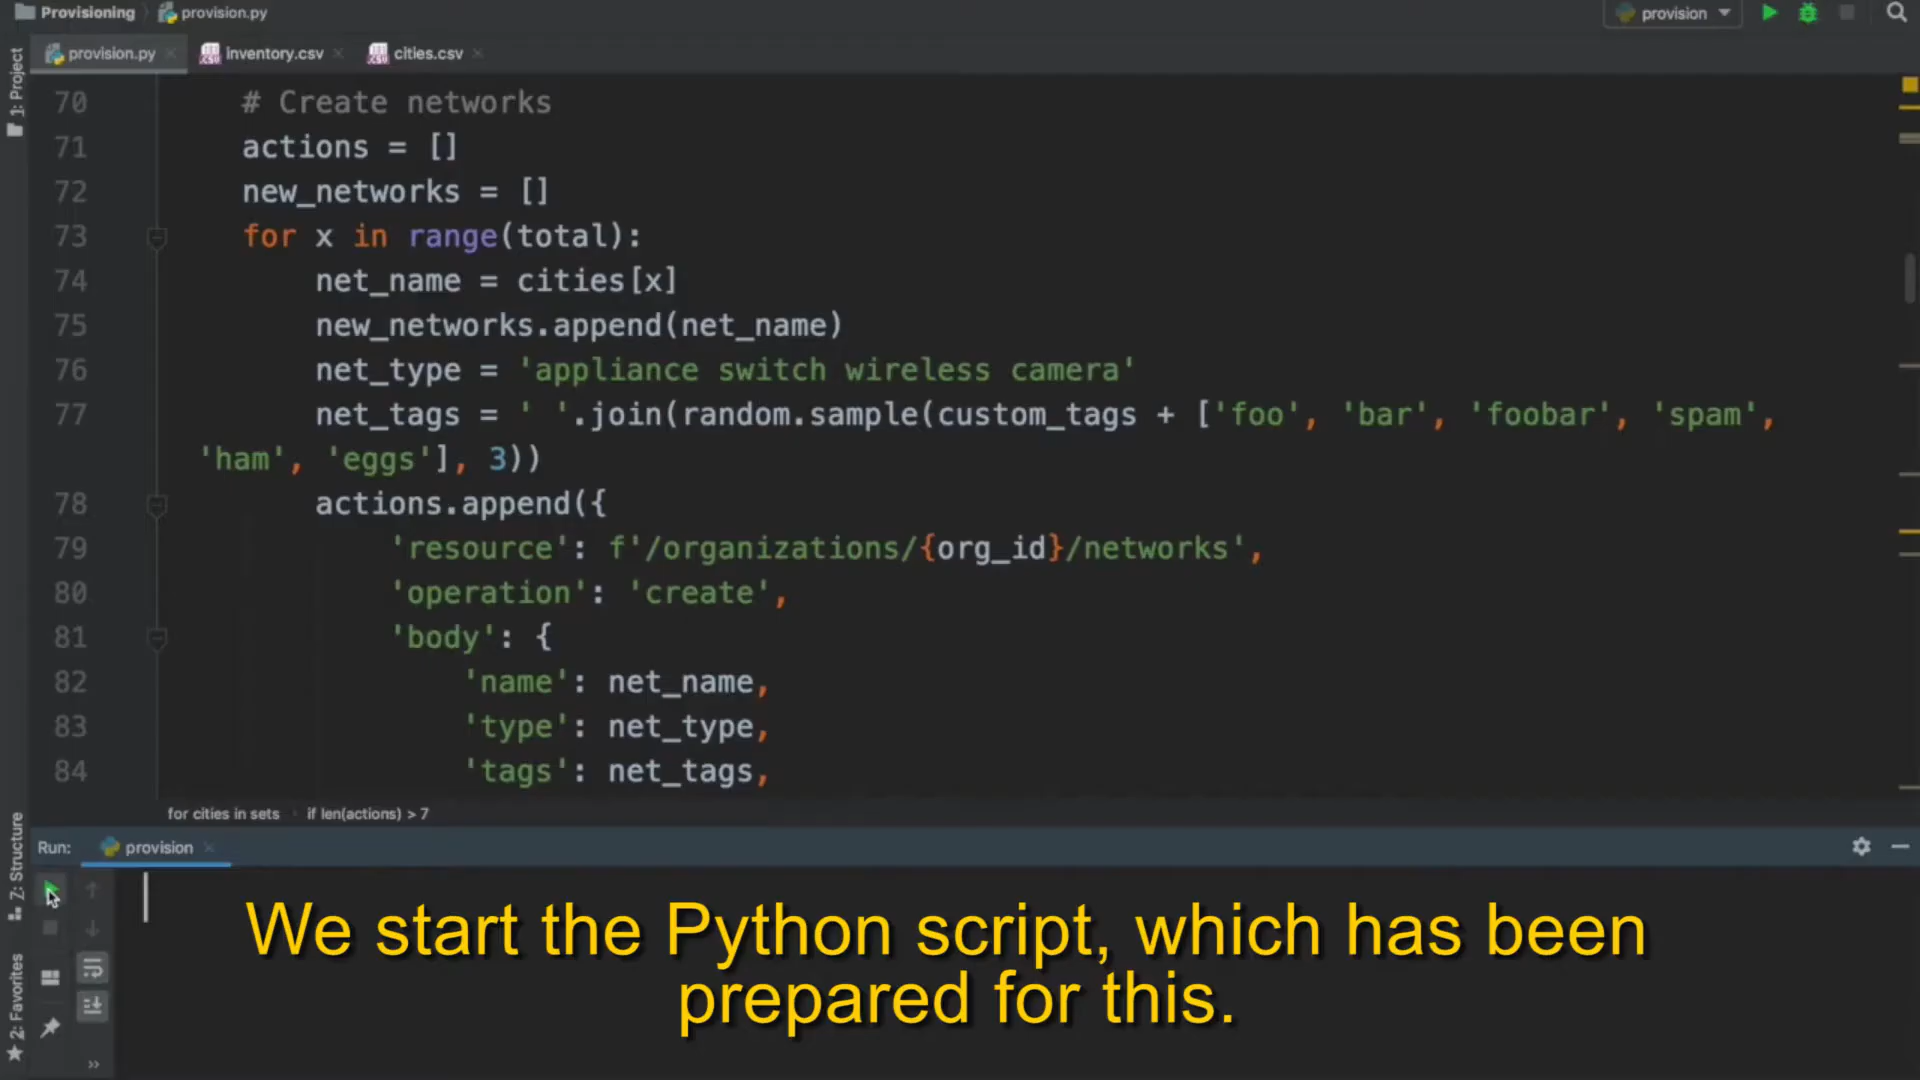 Provisioning provision.py
provision
provision.py inventory.csv cities.csv
1: Project
70 # Create networks
71 actions = []
72 new_networks = []
73 for x in range(total):
74 net_name = cities[x]
75 new_networks.append(net_name)
76 net_type = 'appliance switch wireless camera'
77 net_tags = ' '.join(random.sample(custom_tags + ['foo', 'bar', 'foobar', 'spam',
'ham', 'eggs'], 3))
78 actions.append({
79 'resource': f'/organizations/{org_id}/networks',
80 'operation': 'create',
81 'body': {
82 'name': net_name,
83 'type': net_type,
84 'tags': net_tags,
for cities in sets if len(actions) > 7
Z: Structure
Run: provision
2: Favorites
We start the Python script, which has been
prepared for this.